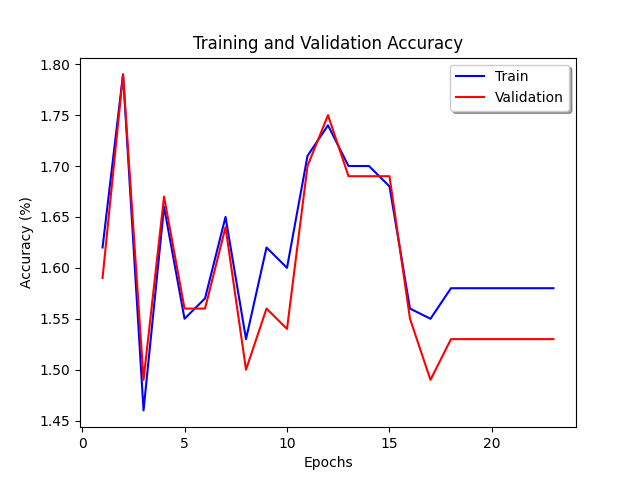 Training and Validation Accuracy
Train
Validation
Accuracy (%)
1.80
1.75
1.70
1.65
1.60
1.55
1.50
1.45
0 5 10 15 20
Epochs